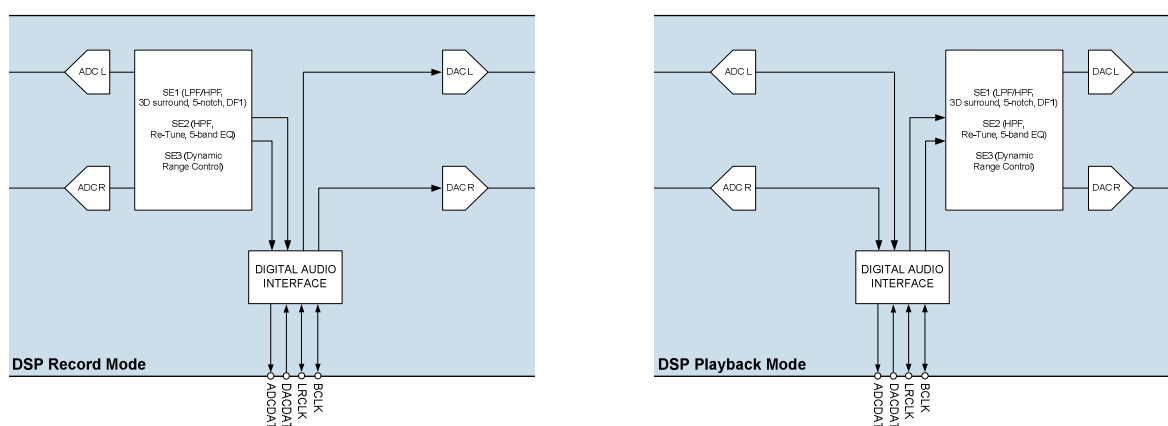 ADC L
SE1 (LPF/HPF,
3D surround, 5-notch, DF1)
SE2 (HPF,
Re-Tune, 5-band EQ)
SE3 (Dynamic
Range Control)
DAC L
ADC R
DAC R
DIGITAL AUDIO
INTERFACE
DSP Record Mode
ADCDAT
DACDAT
LRCLK
BCLK
ADC L
SE1 (LPF/HPF,
3D surround, 5-notch, DF1)
SE2 (HPF,
Re-Tune, 5-band EQ)
SE3 (Dynamic
Range Control)
DAC L
ADC R
DAC R
DIGITAL AUDIO
INTERFACE
DSP Playback Mode
ADCDAT
DACDAT
LRCLK
BCLK